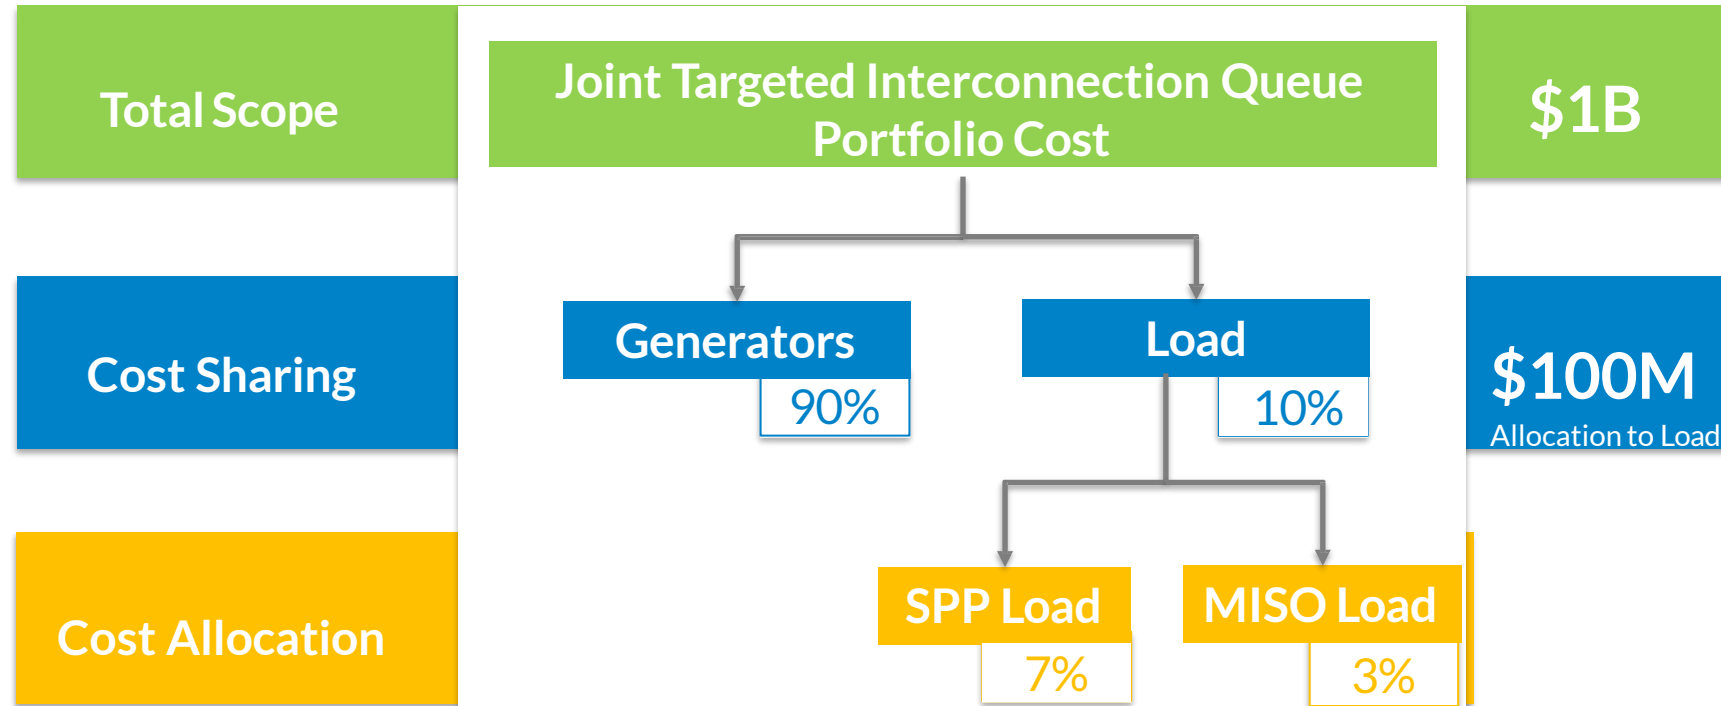 Total Scope
Joint Targeted Interconnection Queue
Portfolio Cost
$1B
Cost Sharing
Generators
90%
Load
10%
$100M
Allocation to Load
Cost Allocation
SPP Load
7%
MISO Load
3%